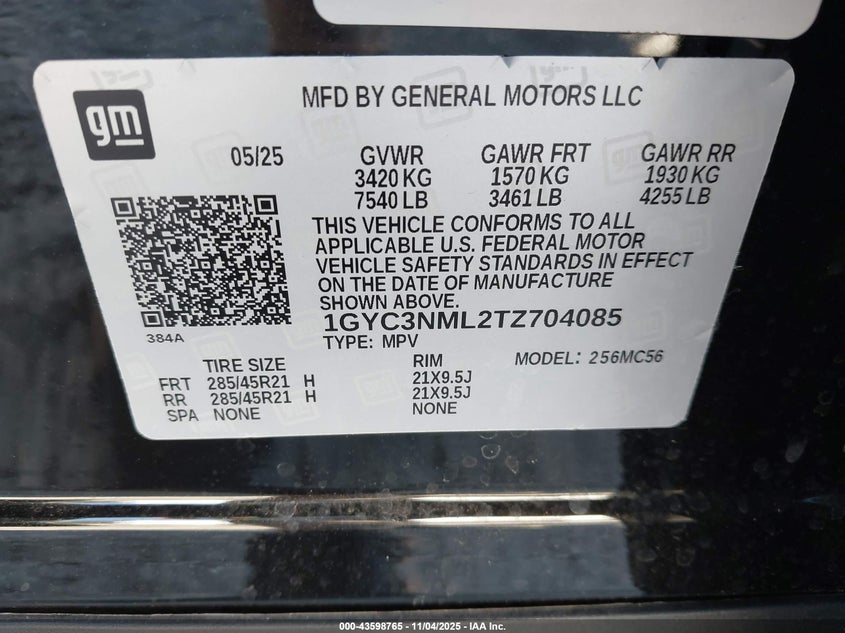 gm
MFD BY GENERAL MOTORS LLC
05/25
GVWR GAWR FRT GAWR RR
3420 KG 1570 KG 1930 KG
7540 LB 3461 LB 4255 LB
THIS VEHICLE CONFORMS TO ALL
APPLICABLE U.S. FEDERAL MOTOR
VEHICLE SAFETY STANDARDS IN EFFECT
ON THE DATE OF MANUFACTURE
SHOWN ABOVE.
1GYC3NML2TZ704085
384A
TYPE: MPV
TIRE SIZE RIM MODEL: 256MC56
FRT 285/45R21 H 21X9.5J
RR 285/45R21 H 21X9.5J
SPA NONE NONE
000-43598765 - 11/04/2025 - IAA Inc.